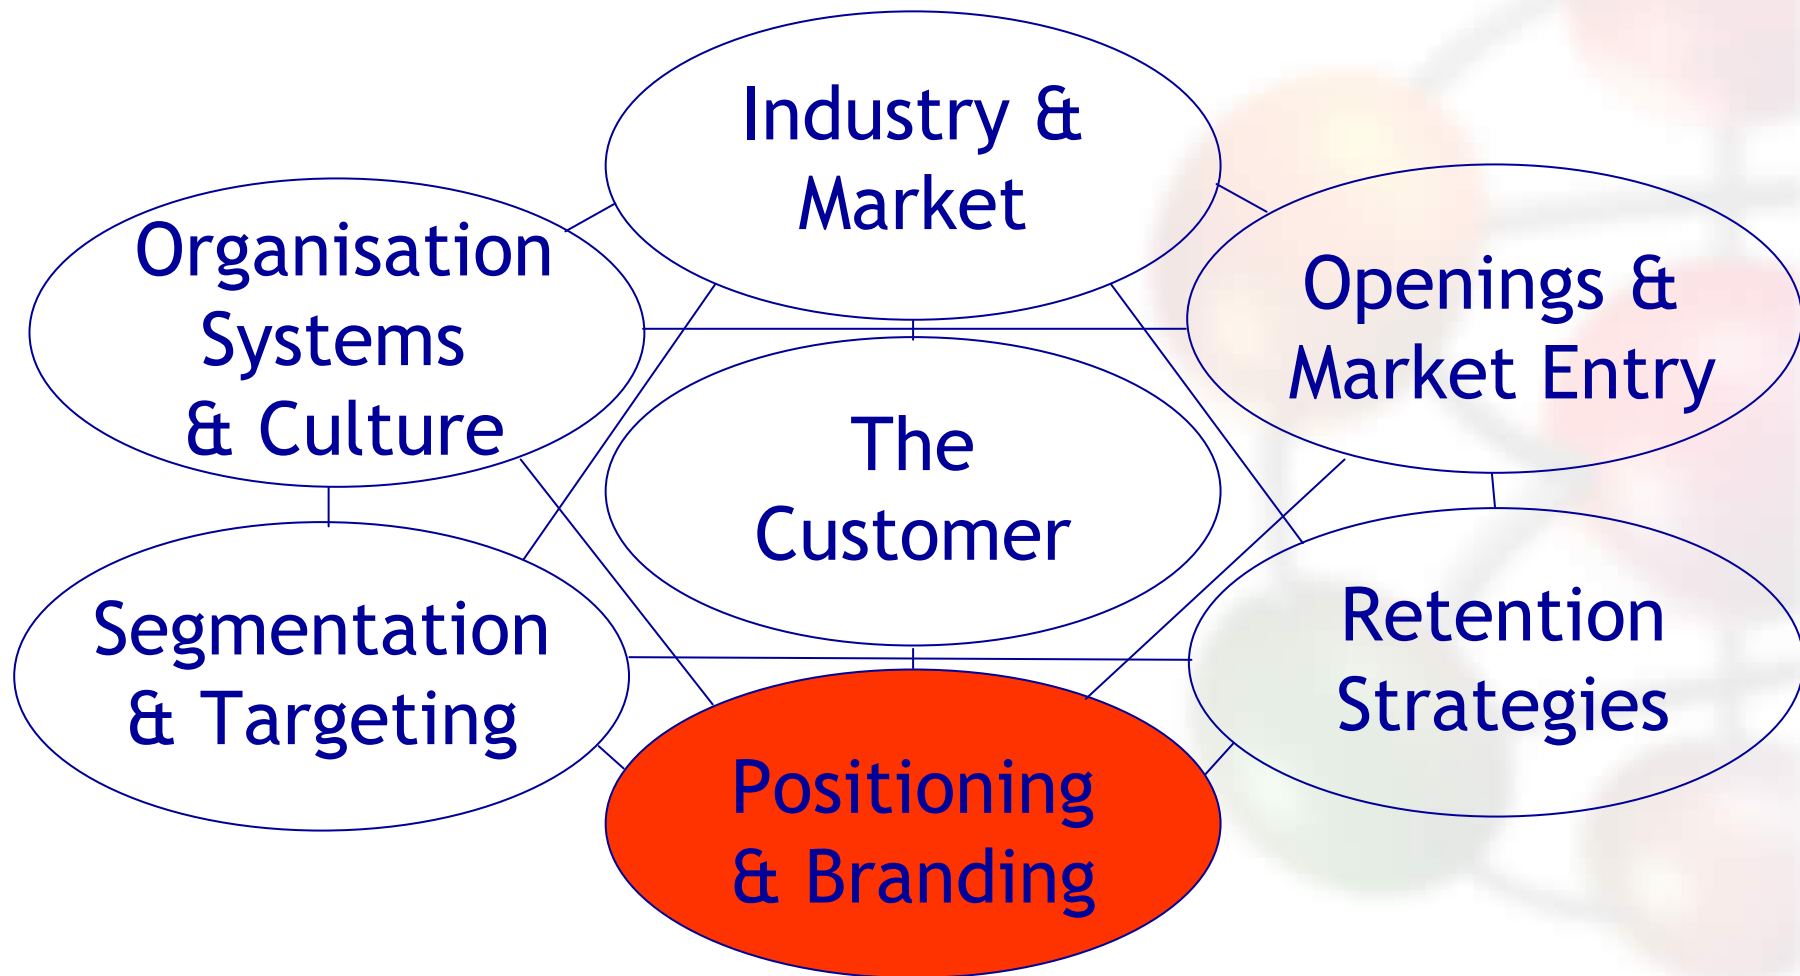 Industry &
Market
Organisation
Systems
& Culture
Openings &
Market Entry
The
Customer
Segmentation
& Targeting
Retention
Strategies
Positioning
& Branding